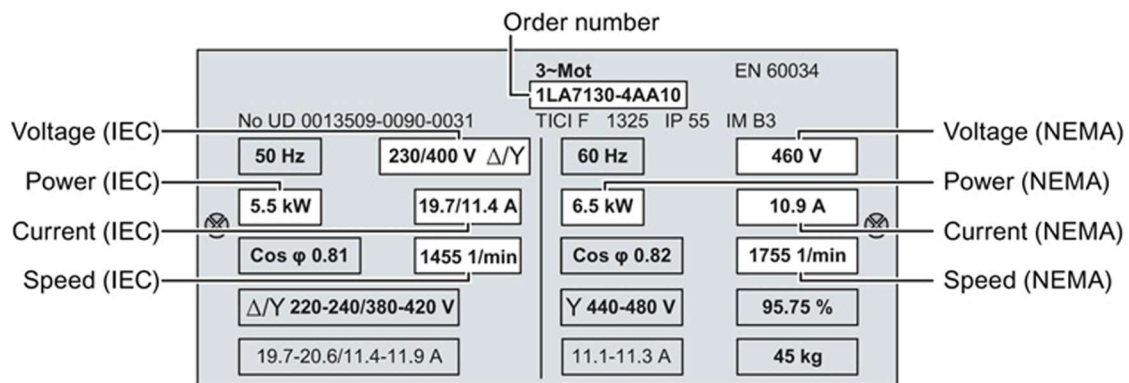 Order number
3~Mot EN 60034
1LA7130-4AA10
No UD 0013509-0090-0031 TICI F 1325 IP 55 IM B3
Voltage (IEC) 50 Hz 230/400 V Δ/Y 60 Hz 460 V Voltage (NEMA)
Power (IEC) 5.5 kW 19.7/11.4 A 6.5 kW 10.9 A Power (NEMA)
Current (IEC) Cos φ 0.81 1455 1/min Cos φ 0.82 1755 1/min Current (NEMA)
Speed (IEC) Speed (NEMA)
Δ/Y 220-240/380-420 V Y 440-480 V 95.75 %
19.7-20.6/11.4-11.9 A 11.1-11.3 A 45 kg